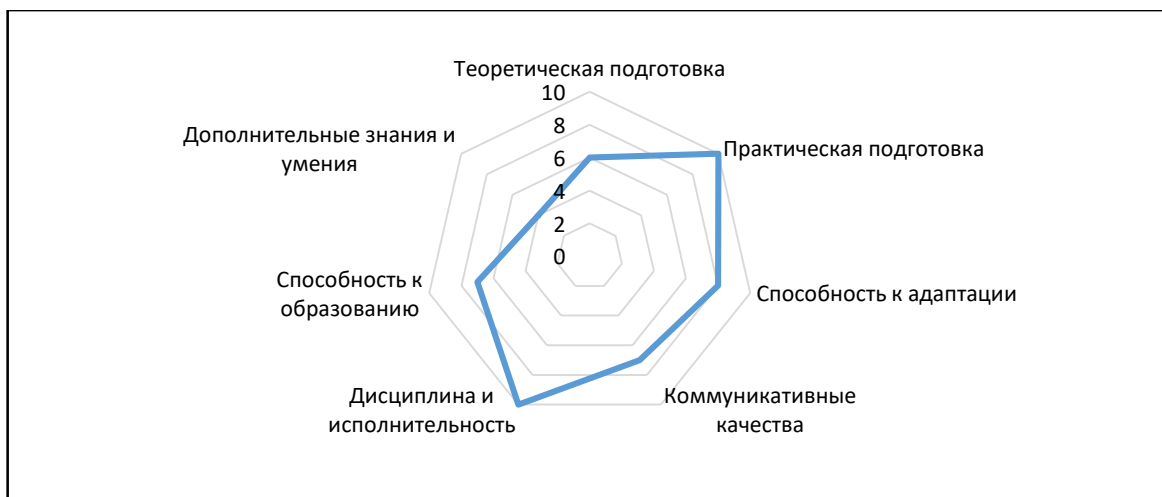 Теоретическая подготовка
10
8
6
4
2
0
Практическая подготовка
Способность к адаптации
Коммуникативные
качества
Дисциплина и
исполнительность
Способность к
образованию
Дополнительные знания и
умения